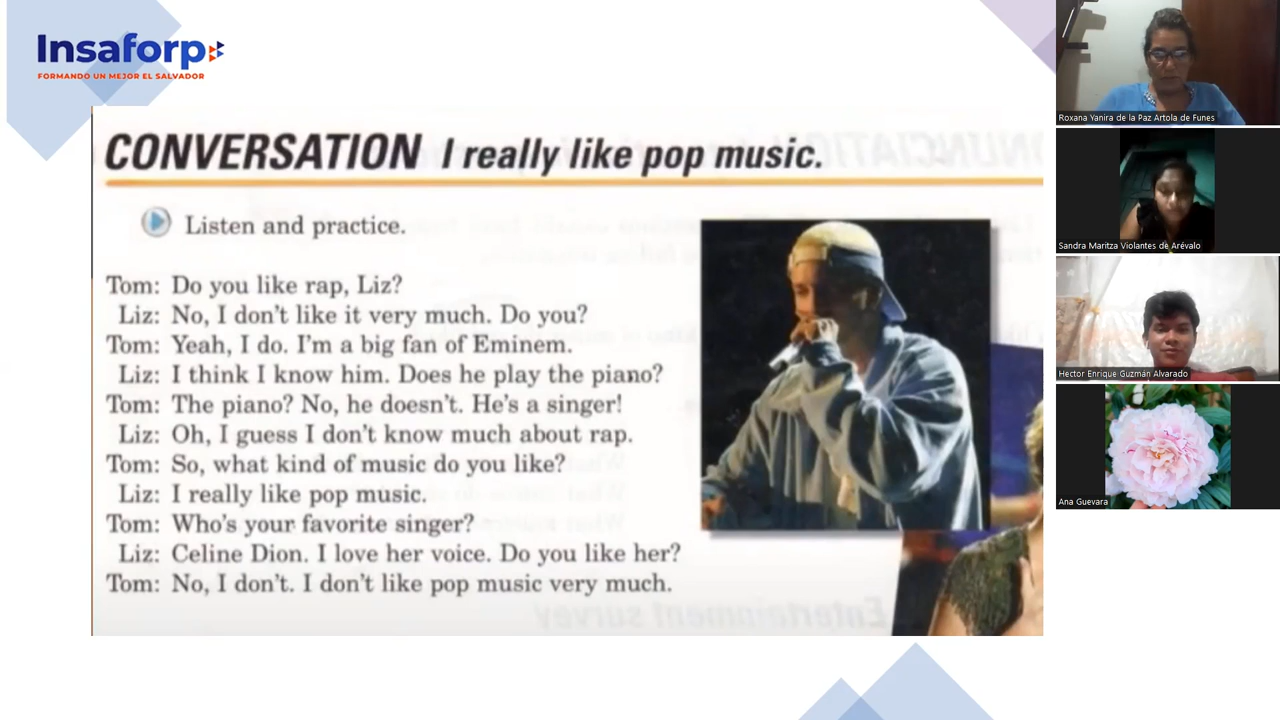 Insaforp
FORMANDO UN MEJOR EL SALVADOR
CONVERSATION I really like pop music.
Listen and practice.
Tom: Do you like rap, Liz?
Liz: No, I don't like it very much. Do you?
Tom: Yeah, I do. I'm a big fan of Eminem.
Liz: I think I know him. Does he play the piano?
Tom: The piano? No, he doesn't. He's a singer!
Liz: Oh, I guess I don't know much about rap.
Tom: So, what kind of music do you like?
Liz: I really like pop music.
Tom: Who's your favorite singer?
Liz: Celine Dion. I love her voice. Do you like her?
Tom: No, I don't. I don't like pop music very much.
Entertainment survey
Roxana Yanira de la Paz Artola de Funes
Sandra Maritza Violantes de Arévalo
Hector Enrique Guzmán Alvarado
Ana Guevara